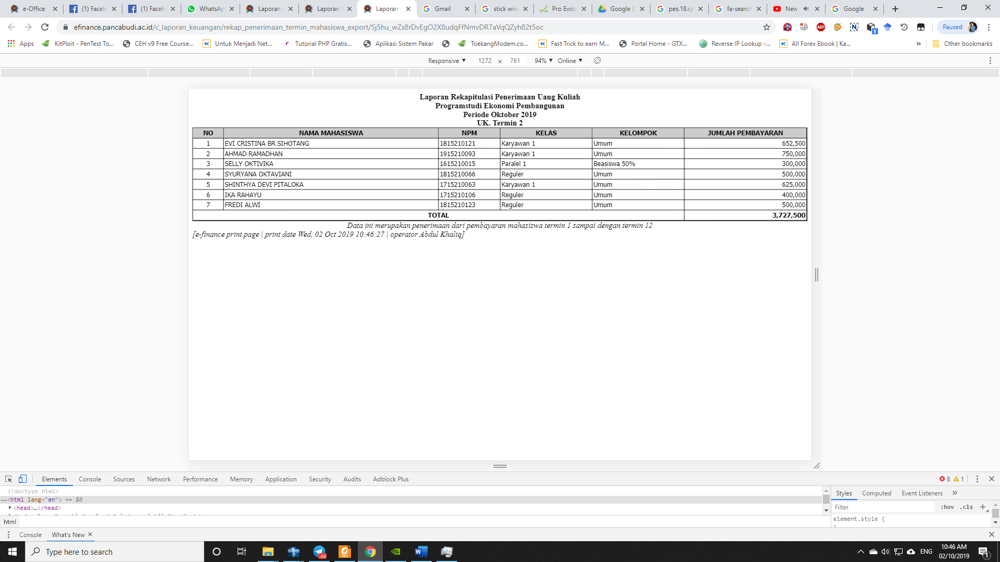 e-Office
(1) Faceb
(1) Faceb
WhatsAp
Laporan
Laporan
Laporan
Gmail
stick wire
Pro Evolu
Google D
pes.18.cp
fa-search
New
Google
efinance.pancabudi.ac.id/c_laporan_keuangan/rekap_penerimaan_termin_mahasiswa_export/Sj5hu_wZs8rDvEgO2X8udqFfNmvDR7aVqQZyh82t5oc
ABP
1
Paused
Apps
KitPloit - PenTest To...
CEH v9 Free Course...
Untuk Menjadi Net...
Tutorial PHP Gratis...
Aplikasi Sistem Pakar
ToekangModem.co...
Fast Trick to earn M...
Portal Home - GTX...
Reverse IP Lookup -...
All Forex Ebook | Ka...
»
Other bookmarks
Responsive ▼ 1272 x 761 94% ▼ Online ▼
Laporan Rekapitulasi Penerimaan Uang Kuliah
Programstudi Ekonomi Pembangunan
Periode Oktober 2019
UK. Termin 2
NO NAMA MAHASISWA NPM KELAS KELOMPOK JUMLAH PEMBAYARAN
1 EVI CRISTINA BR SIHOTANG 1815210121 Karyawan 1 Umum 652,500
2 AHMAD RAMADHAN 1915210093 Karyawan 1 Umum 750,000
3 SELLY OKTIVIKA 1615210015 Paralel 1 Beasiswa 50% 300,000
4 SYURYANA OKTAVIANI 1815210066 Reguler Umum 500,000
5 SHINTHYA DEVI PITALOKA 1715210063 Karyawan 1 Umum 625,000
6 IKA RAHAYU 1715210106 Reguler Umum 400,000
7 FREDI ALWI 1815210123 Reguler Umum 500,000
TOTAL 3,727,500
Data ini merupakan penerimaan dari pembayaran mahasiswa termin 1 sampai dengan termin 12
[e-finance print page | print date Wed, 02 Oct 2019 10:46:27 | operator Abdul Khaliq]
Elements Console Sources Network Performance Memory Application Security Audits Adblock Plus
8 1
<!doctype html>
...<html lang="en"> == $0
<head>…</head>
html
Styles Computed Event Listeners »
Filter :hov .cls +
element.style {
Console What's New ×
Type here to search
94
ENG
10:46 AM
02/10/2019
1